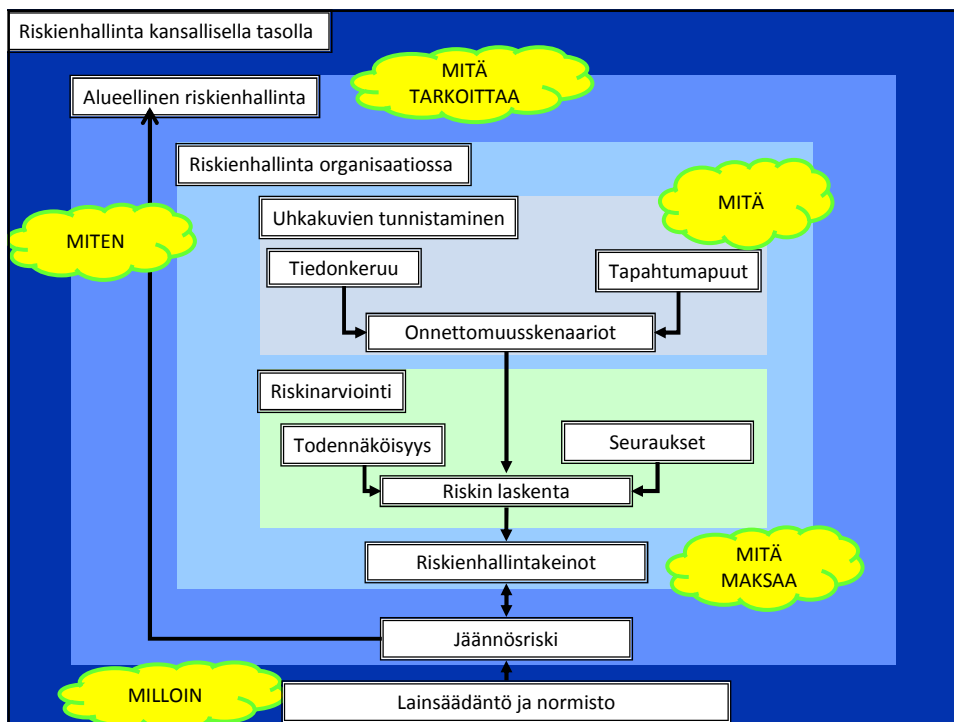 Riskienhallinta kansallisella tasolla
MITÄ
TARKOITTAA
Alueellinen riskienhallinta
Riskienhallinta organisaatiossa
MITÄ
Uhkakuvien tunnistaminen
MITEN
Tiedonkeruu
Tapahtumapuut
Onnettomuusskenaariot
Riskinarviointi
Todennäköisyys
Seuraukset
Riskin laskenta
Riskienhallintakeinot
MITÄ
MAKSAA
Jäännösriski
MILLOIN
Lainsäädäntö ja normisto